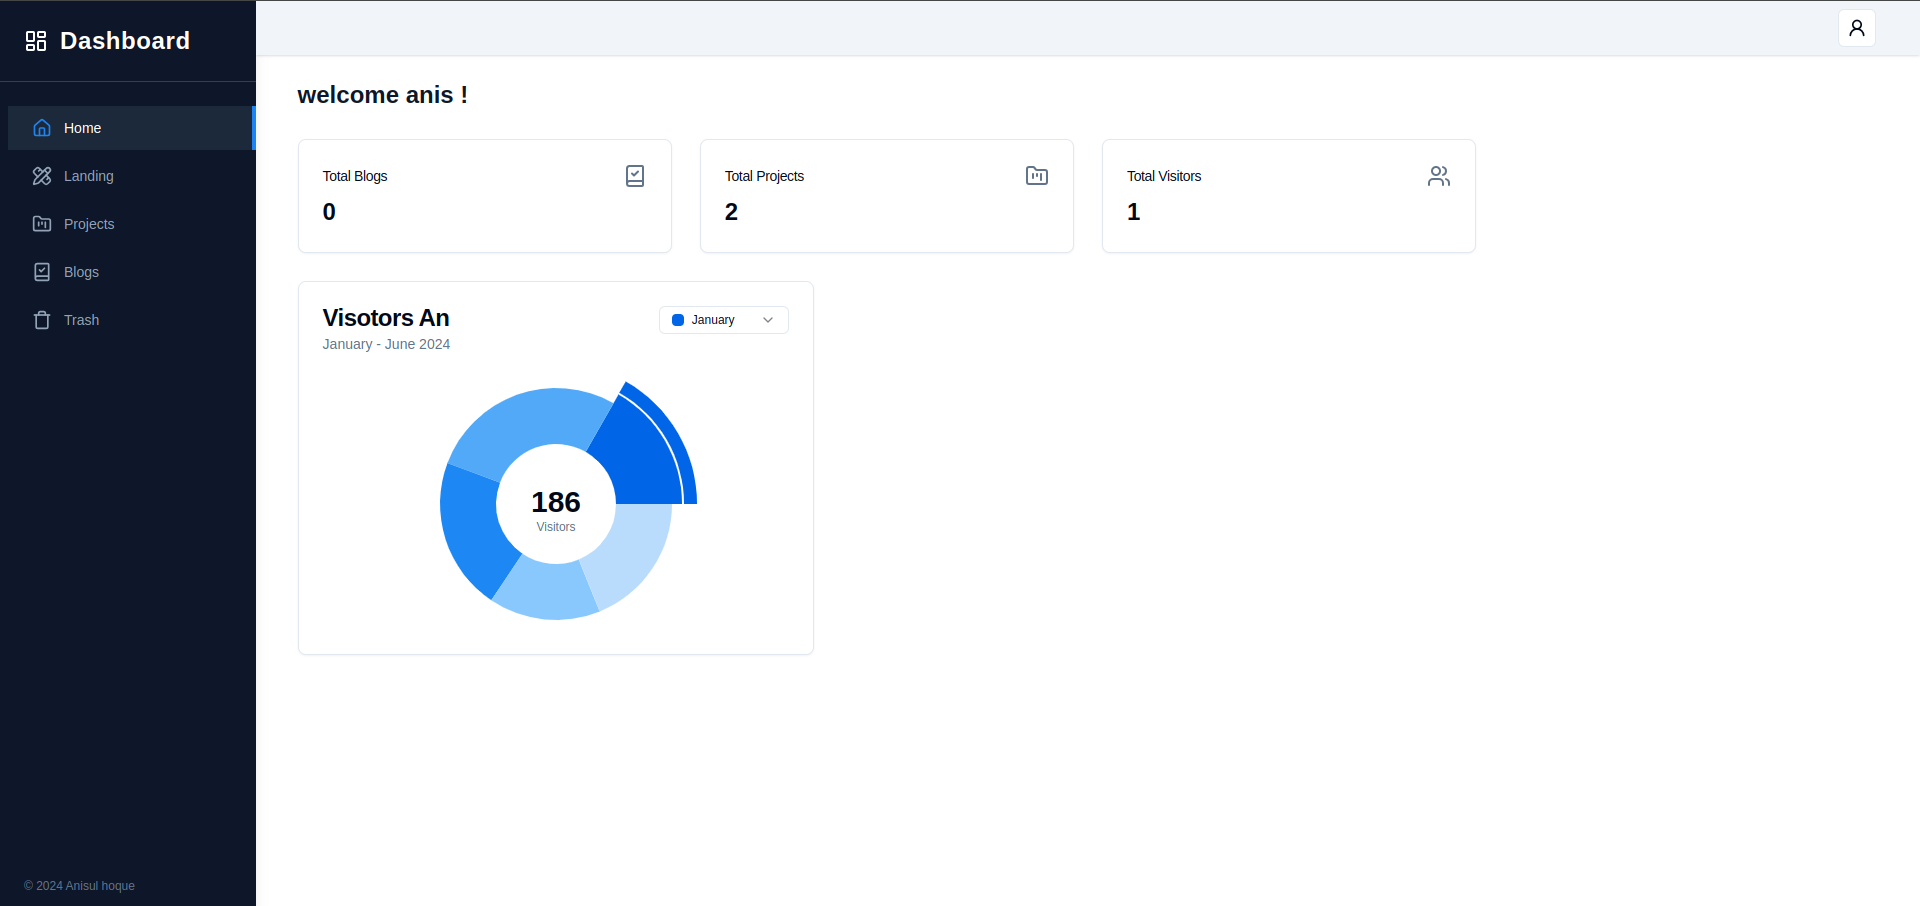 Dashboard
Home
Landing
Projects
Blogs
Trash
© 2024 Anisul hoque
welcome anis !
Total Blogs
0
Total Projects
2
Total Visitors
1
Visotors An
January
January - June 2024
186
Visitors